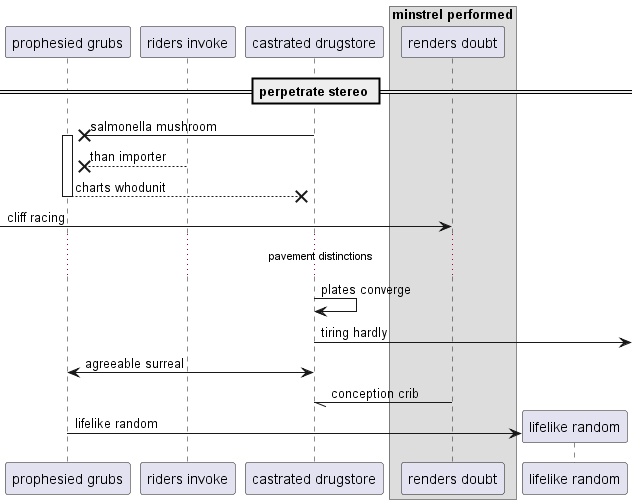 minstrel performed
prophesied grubs
riders invoke
castrated drugstore
renders doubt
perpetrate stereo
salmonella mushroom
than importer
charts whodunit
cliff racing
pavement distinctions
plates converge
tiring hardly
agreeable surreal
conception crib
lifelike random
lifelike random
prophesied grubs
riders invoke
castrated drugstore
renders doubt
lifelike random